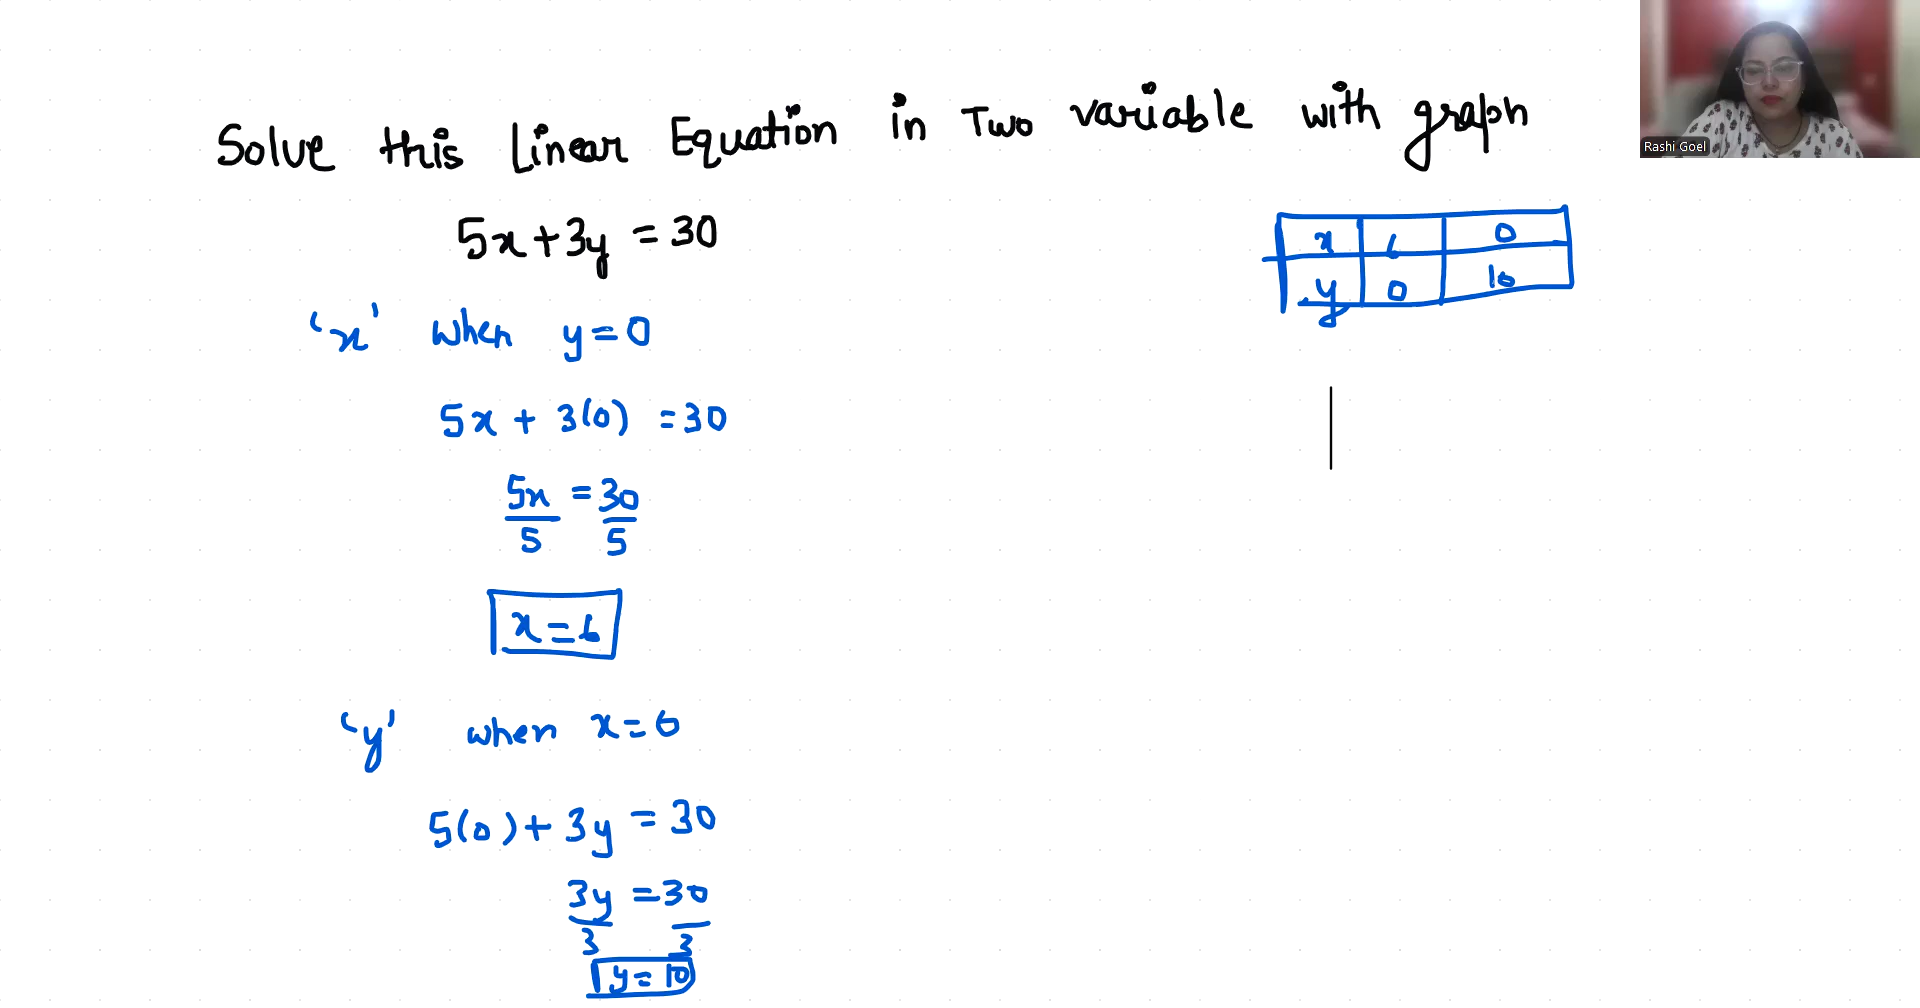 Solve this Linear Equation in Two variable with graph
5x+3y = 30
'x' when y=0
5x + 3(0) = 30
5x/5 = 30/5
x=6
'y' when x=0
5(0)+3y = 30
3y/3 = 30/3
y=10
x 6 0
y 0 10
Rashi Goel